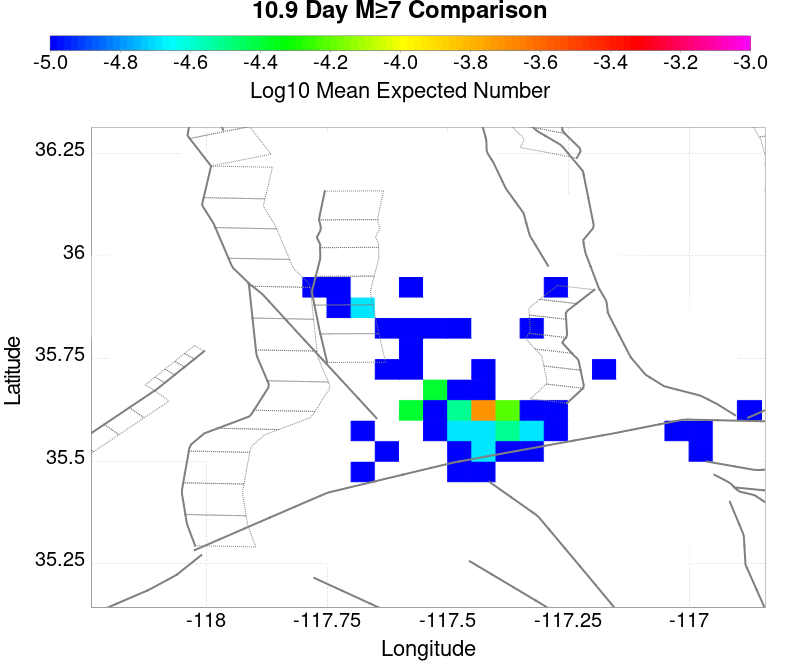 10.9 Day M≥7 Comparison
-5.0 -4.8 -4.6 -4.4 -4.2 -4.0 -3.8 -3.6 -3.4 -3.2 -3.0
Log10 Mean Expected Number
36.25
36
35.75
35.5
35.25
Latitude
-118 -117.75 -117.5 -117.25 -117
Longitude